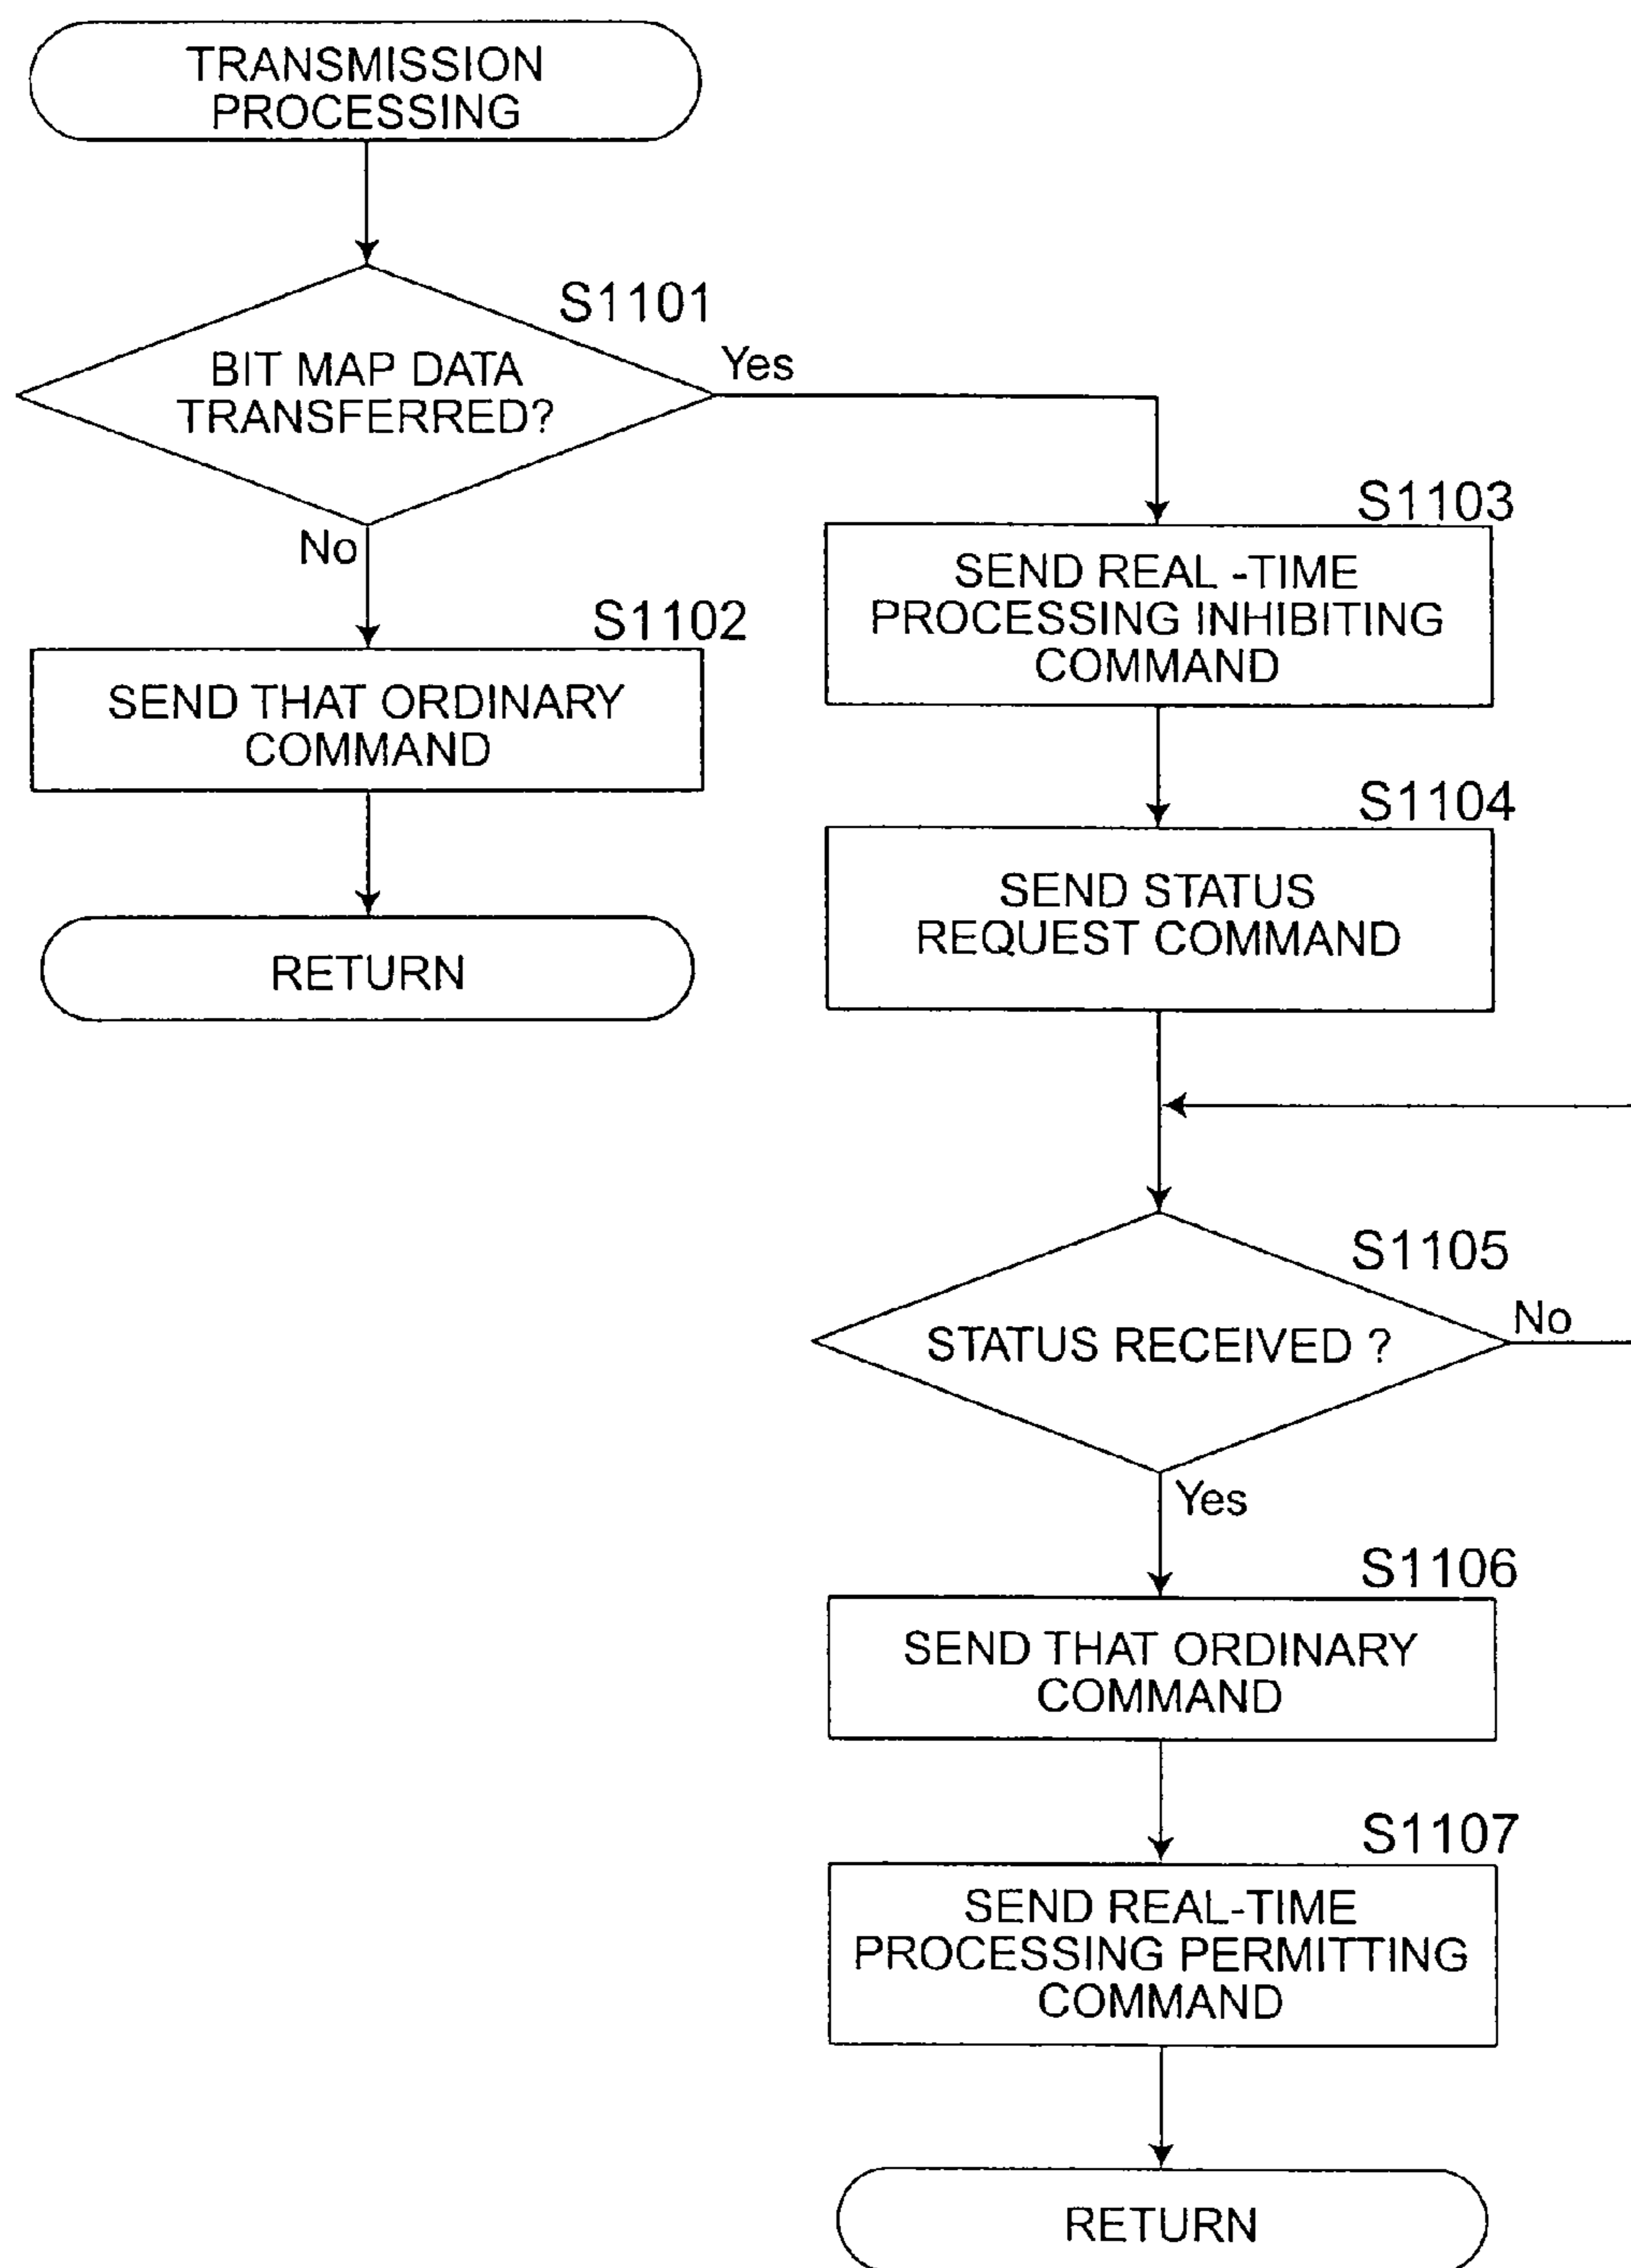 TRANSMISSION
PROCESSING
S1101
BIT MAP DATA
TRANSFERRED?
Yes
No
S1102
SEND THAT ORDINARY
COMMAND
RETURN
S1103
SEND REAL -TIME
PROCESSING INHIBITING
COMMAND
S1104
SEND STATUS
REQUEST COMMAND
S1105
STATUS RECEIVED ?
No
Yes
S1106
SEND THAT ORDINARY
COMMAND
S1107
SEND REAL-TIME
PROCESSING PERMITTING
COMMAND
RETURN